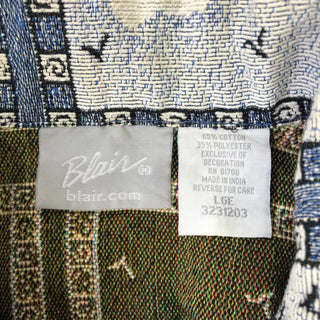 Blair®
blair.com
65% COTTON
35% POLYESTER
EXCLUSIVE OF
DECORATION
RN 81700
MADE IN INDIA
REVERSE FOR CARE
LGE
3231203